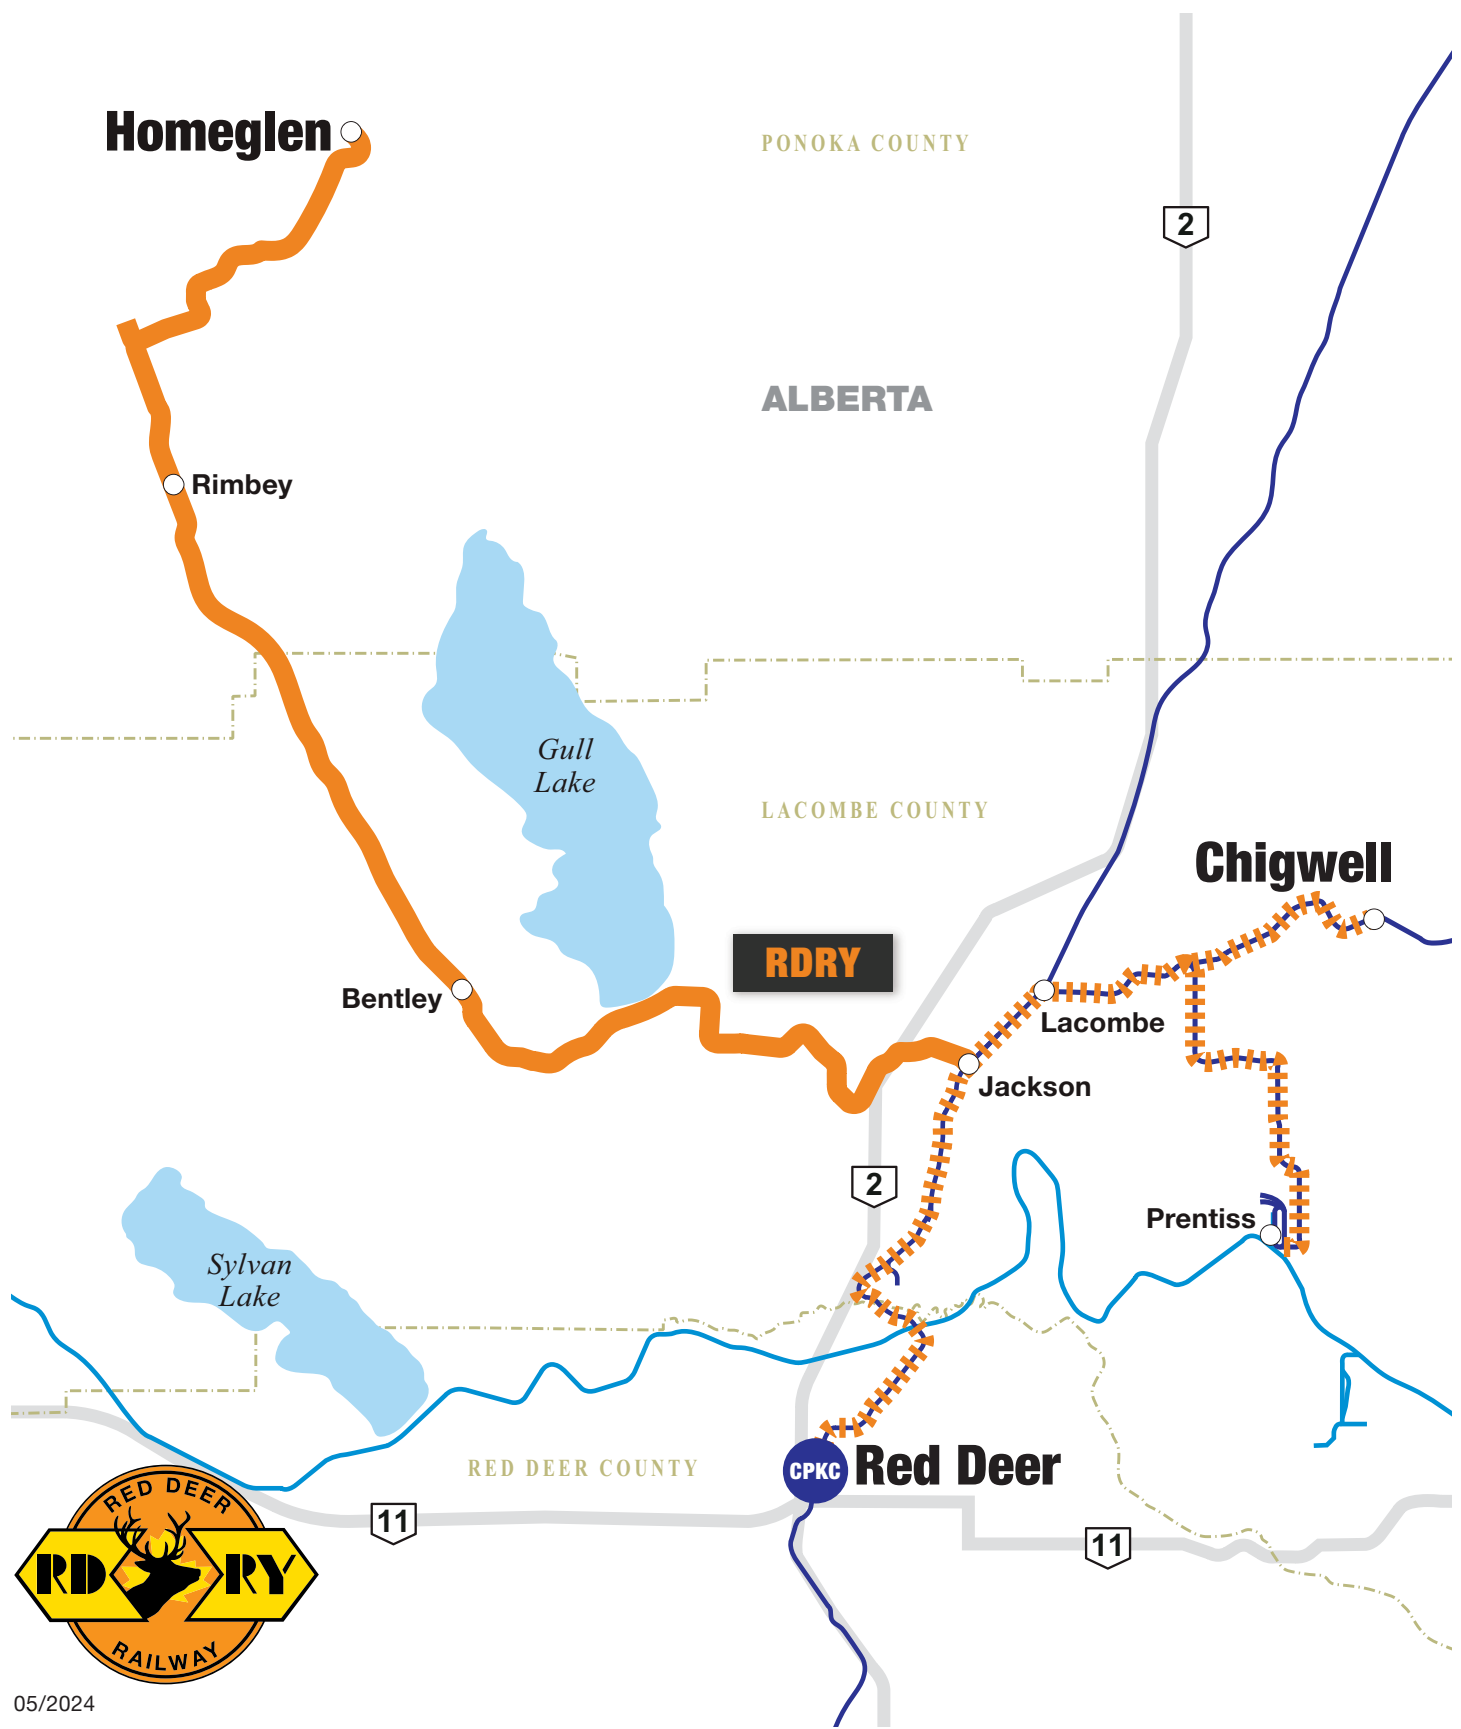 Homeglen
PONOKA COUNTY
2
ALBERTA
Rimbey
Gull
Lake
LACOMBE COUNTY
Chigwell
RDRY
Bentley
Lacombe
Jackson
2
Prentiss
Sylvan
Lake
RED DEER COUNTY
CPKC
Red Deer
11
11
RED DEER
RD RY
RAILWAY
05/2024